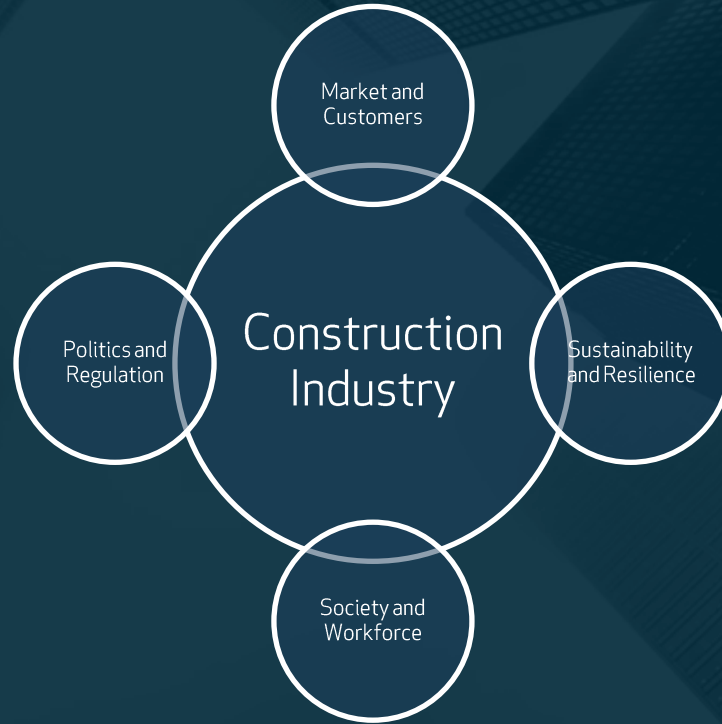 Market and
Customers
Politics and
Regulation
Construction
Industry
Sustainability
and Resilience
Society and
Workforce